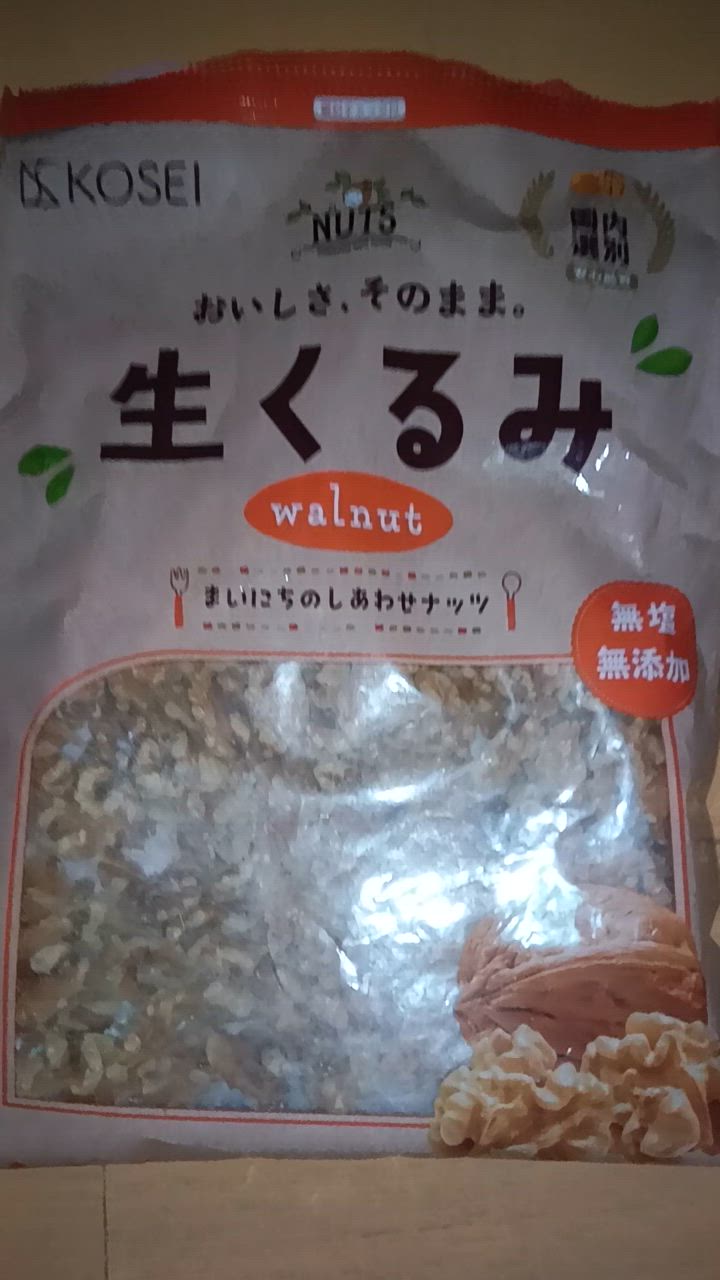 KOSEI
NUTS
おいしさ、そのまま。
生くるみ
walnut
まいにちのしあわせナッツ
無塩
無添加